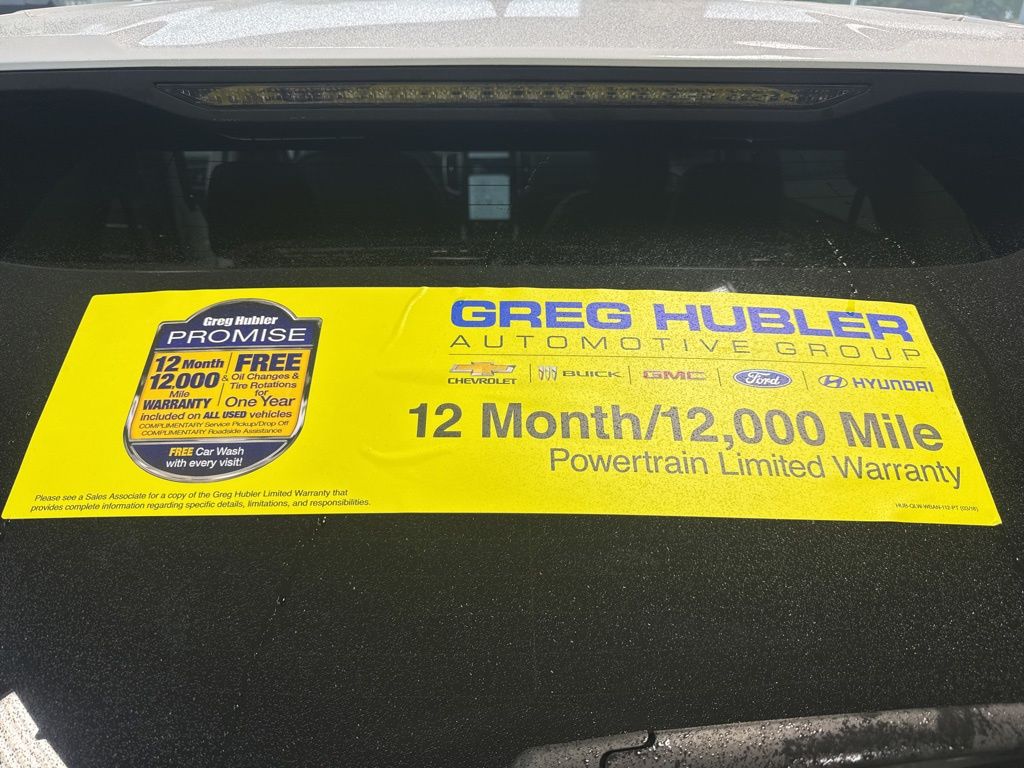 Greg Hubler
PROMISE
12 Month
12,000
Mile
WARRANTY
FREE
& Oil Changes &
Tire Rotations
for
One Year
included on ALL USED vehicles
COMPLIMENTARY Service Pickup/Drop Off
COMPLIMENTARY Roadside Assistance
FREE Car Wash
with every visit!
Please see a Sales Associate for a copy of the Greg Hubler Limited Warranty that
provides complete information regarding specific details, limitations, and responsibilities.
GREG HUBLER
AUTOMOTIVE GROUP
CHEVROLET BUICK GMC Ford HYUNDAI
12 Month/12,000 Mile
Powertrain Limited Warranty